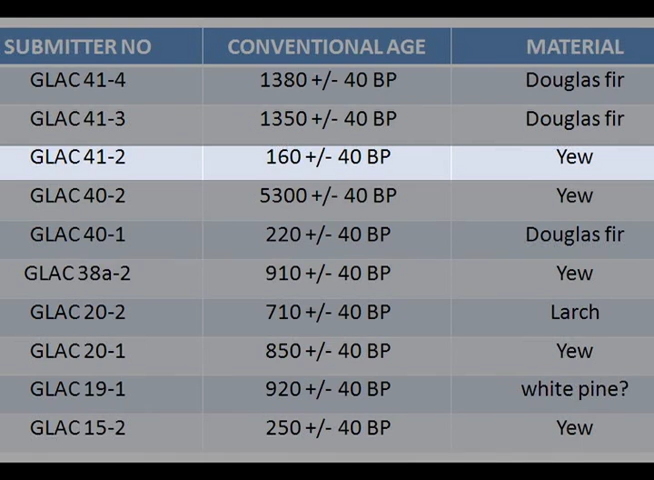 SUBMITTER NO CONVENTIONAL AGE MATERIAL
GLAC 41-4 1380 +/- 40 BP Douglas fir
GLAC 41-3 1350 +/- 40 BP Douglas fir
GLAC 41-2 160 +/- 40 BP Yew
GLAC 40-2 5300 +/- 40 BP Yew
GLAC 40-1 220 +/- 40 BP Douglas fir
GLAC 38a-2 910 +/- 40 BP Yew
GLAC 20-2 710 +/- 40 BP Larch
GLAC 20-1 850 +/- 40 BP Yew
GLAC 19-1 920 +/- 40 BP white pine?
GLAC 15-2 250 +/- 40 BP Yew